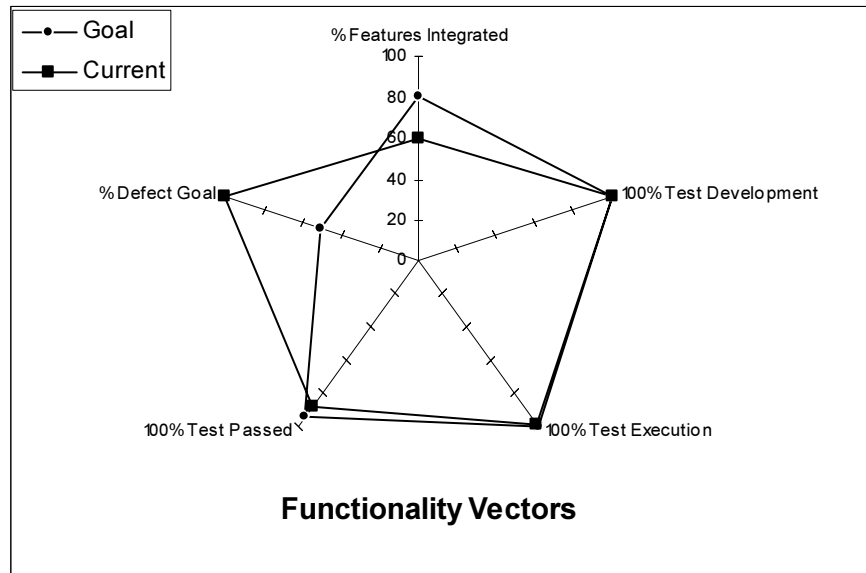 Goal
Current
% Features Integrated
100
80
60
40
20
0
% Defect Goal
100% Test Development
100% Test Passed
100% Test Execution
Functionality Vectors